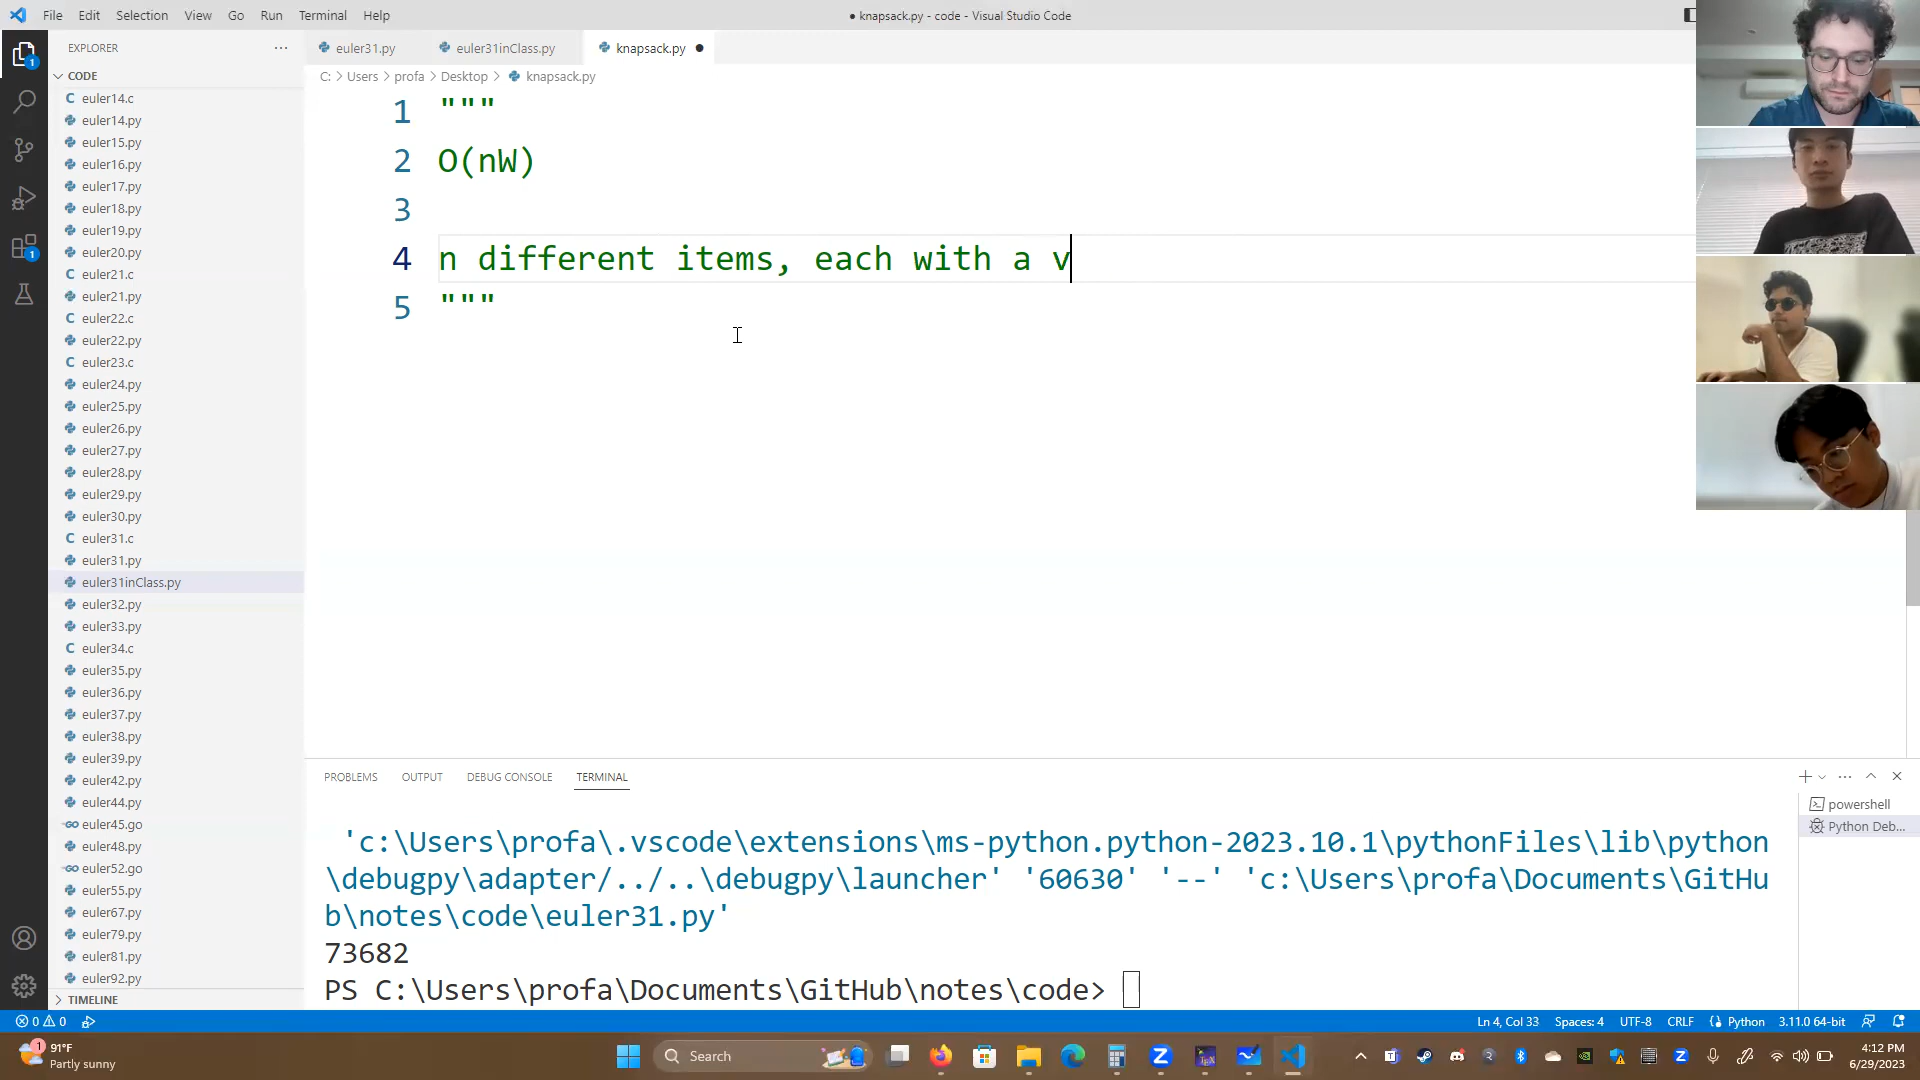 File Edit Selection View Go Run Terminal Help
● knapsack.py - code - Visual Studio Code
EXPLORER
euler31.py
euler31inClass.py
knapsack.py
CODE
C: > Users > profa > Desktop > knapsack.py
euler14.c
euler14.py
euler15.py
euler16.py
euler17.py
euler18.py
euler19.py
euler20.py
euler21.c
euler21.py
euler22.c
euler22.py
euler23.c
euler24.py
euler25.py
euler26.py
euler27.py
euler28.py
euler29.py
euler30.py
euler31.c
euler31.py
euler31inClass.py
euler32.py
euler33.py
euler34.c
euler35.py
euler36.py
euler37.py
euler38.py
euler39.py
euler42.py
euler44.py
euler45.go
euler48.py
euler52.go
euler55.py
euler67.py
euler79.py
euler81.py
euler92.py
TIMELINE
1 """
2 O(nW)
3
4 n different items, each with a v
5 """
PROBLEMS OUTPUT DEBUG CONSOLE TERMINAL
'c:\Users\profa\.vscode\extensions\ms-python.python-2023.10.1\pythonFiles\lib\python
\debugpy\adapter/../..\debugpy\launcher' '60630' '--' 'c:\Users\profa\Documents\GitHu
b\notes\code\euler31.py'
73682
PS C:\Users\profa\Documents\GitHub\notes\code>
powershell
Python Deb...
0 0
Ln 4, Col 33 Spaces: 4 UTF-8 CRLF Python 3.11.0 64-bit
91°F
Partly sunny
Search
4:12 PM
6/29/2023